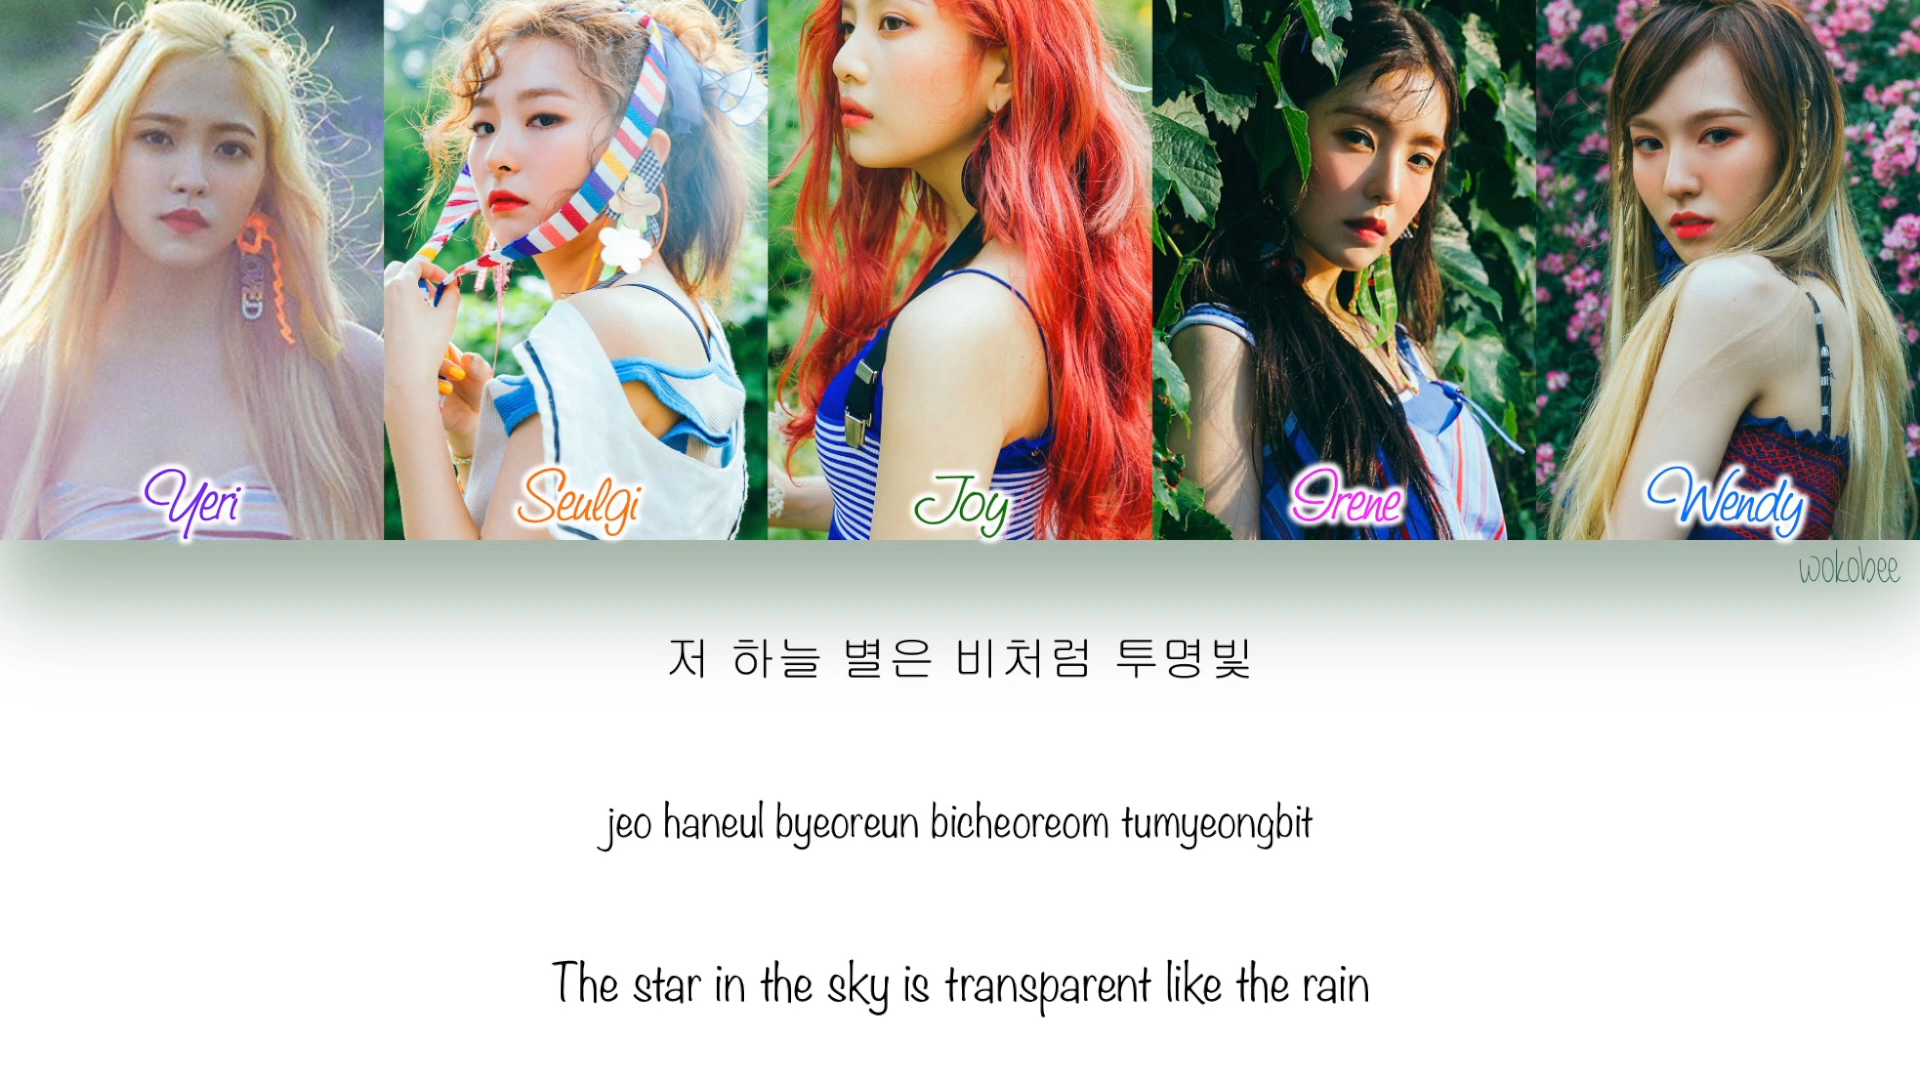 Yeri
Seulgi
Joy
Irene
Wendy
wokobee
저 하늘 별은 비처럼 투명빛
jeo haneul byeoreun bicheoreom tumyeongbit
The star in the sky is transparent like the rain